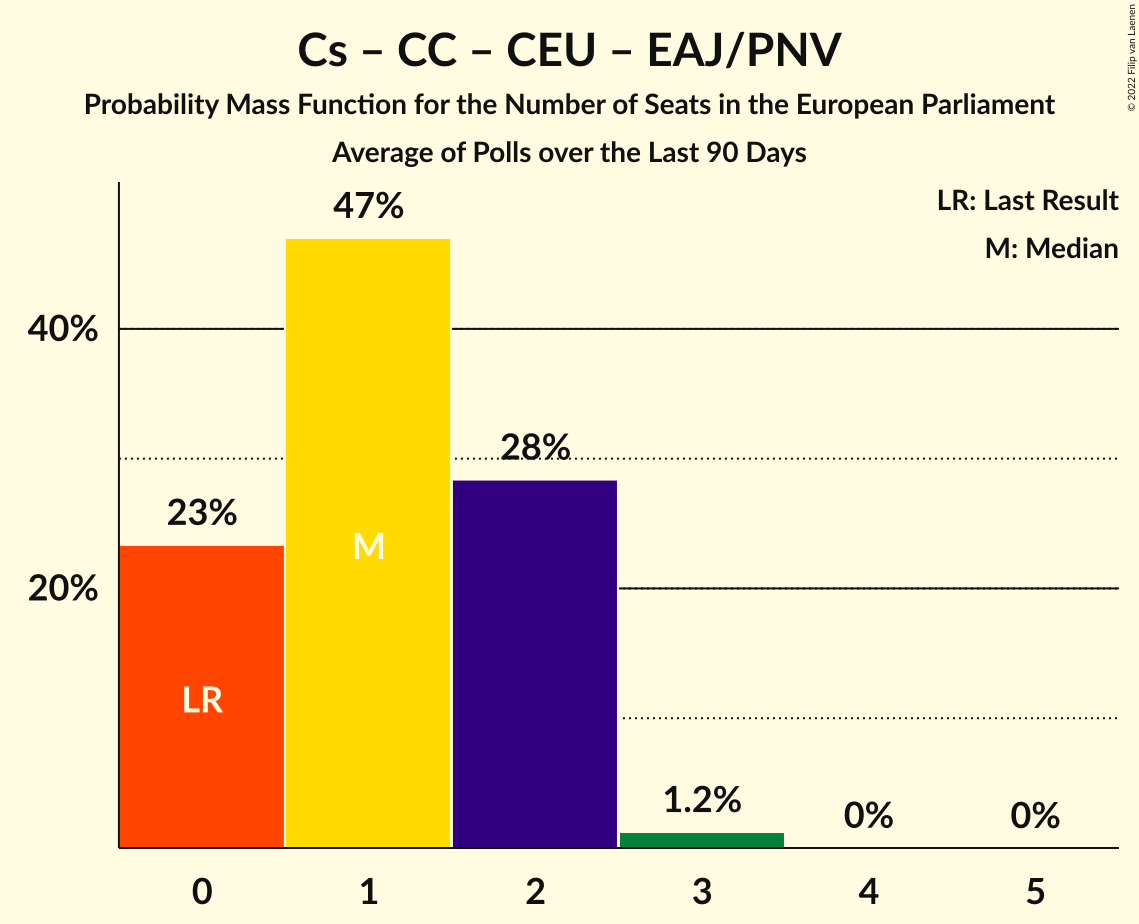 Cs – CC – CEU – EAJ/PNV
Probability Mass Function for the Number of Seats in the European Parliament
Average of Polls over the Last 90 Days
© 2022 Filip van Laenen
LR: Last Result
M: Median
47%
40%
28%
23%
M
20%
LR
1.2%
0%
0%
0 1 2 3 4 5